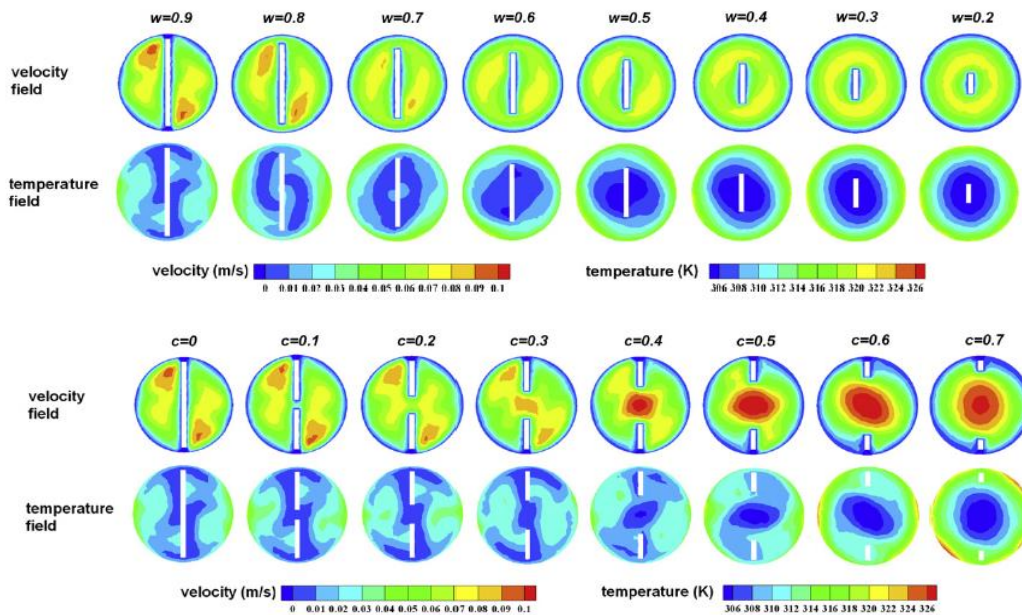 w=0.9 w=0.8 w=0.7 w=0.6 w=0.5 w=0.4 w=0.3 w=0.2
velocity
field
temperature
field
velocity (m/s)
0 0.01 0.02 0.03 0.04 0.05 0.06 0.07 0.08 0.09 0.1
temperature (K)
306 308 310 312 314 316 318 320 322 324 326
c=0 c=0.1 c=0.2 c=0.3 c=0.4 c=0.5 c=0.6 c=0.7
velocity
field
temperature
field
velocity (m/s)
0 0.01 0.02 0.03 0.04 0.05 0.06 0.07 0.08 0.09 0.1
temperature (K)
306 308 310 312 314 316 318 320 322 324 326